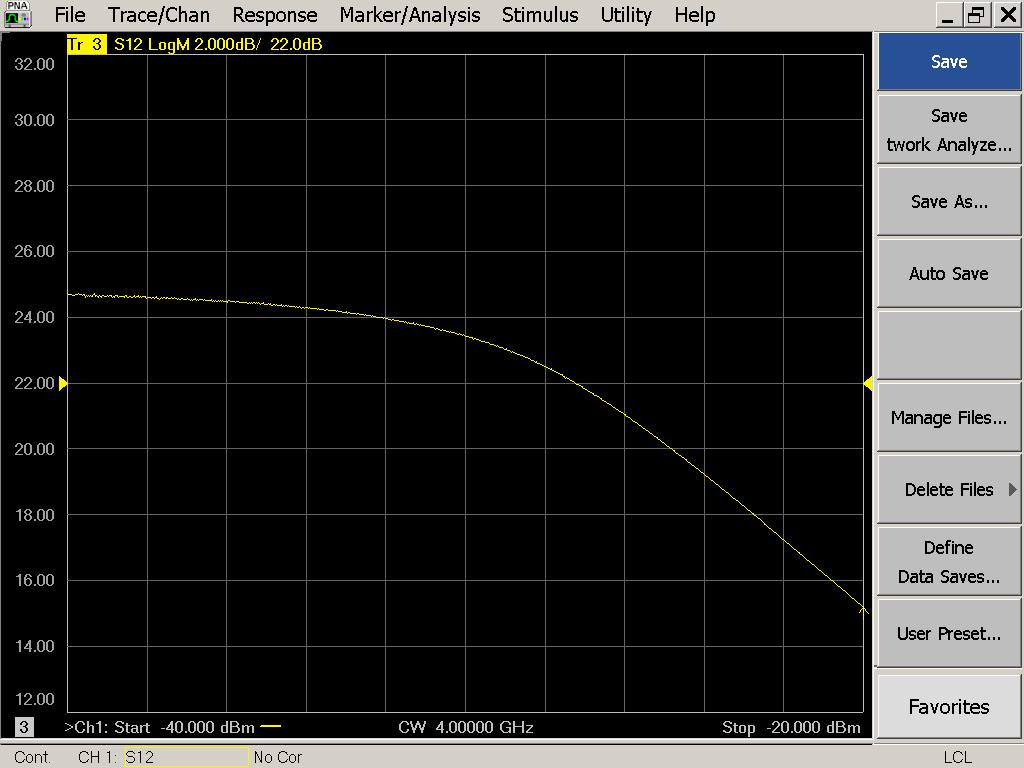 PNA
File Trace/Chan Response Marker/Analysis Stimulus Utility Help
Tr 3 S12 LogM 2.000dB/ 22.0dB
32.00
30.00
28.00
26.00
24.00
22.00
20.00
18.00
16.00
14.00
12.00
3 >Ch1: Start -40.000 dBm CW 4.00000 GHz Stop -20.000 dBm
Cont. CH 1: S12 No Cor LCL
Save
Save
twork Analyze...
Save As...
Auto Save
Manage Files...
Delete Files
Define
Data Saves...
User Preset...
Favorites